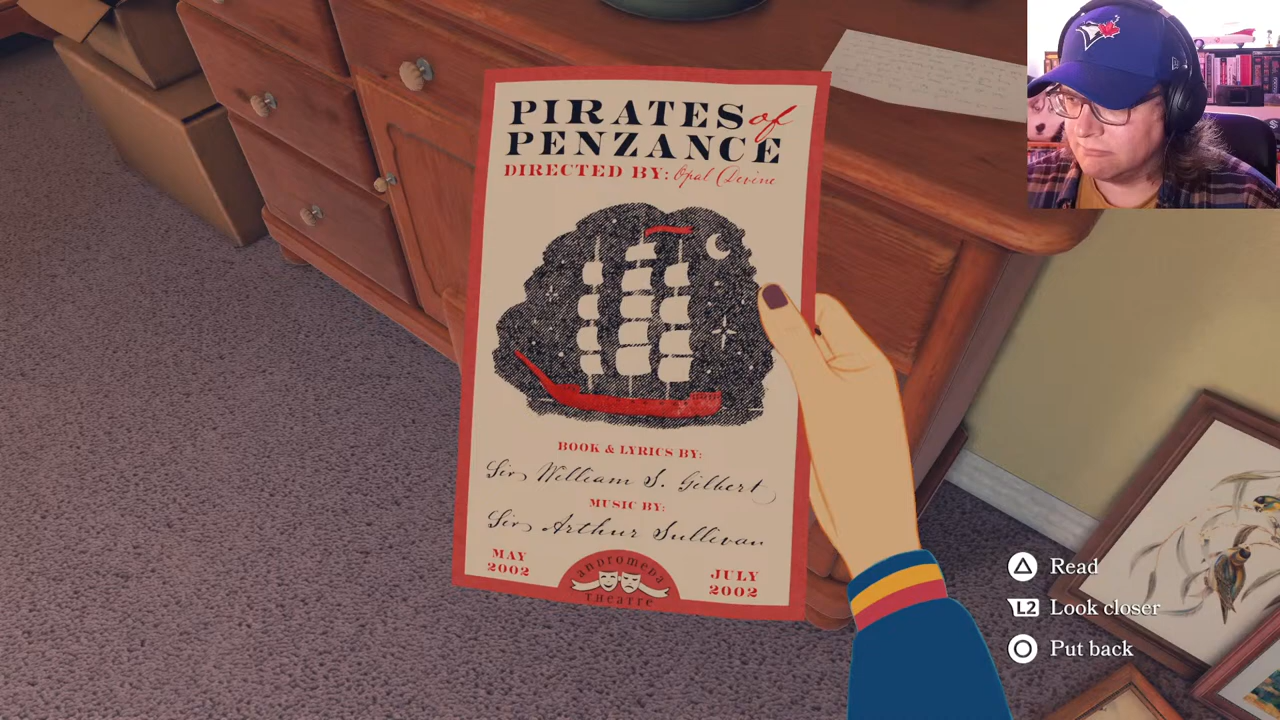 PIRATES of
PENZANCE
DIRECTED BY: Opal Devine
BOOK & LYRICS BY:
Sir William S. Gilbert
MUSIC BY:
Sir Arthur Sullivan
MAY
2002
JULY
2002
andromeda
THEATRE
Read
L2 Look closer
Put back